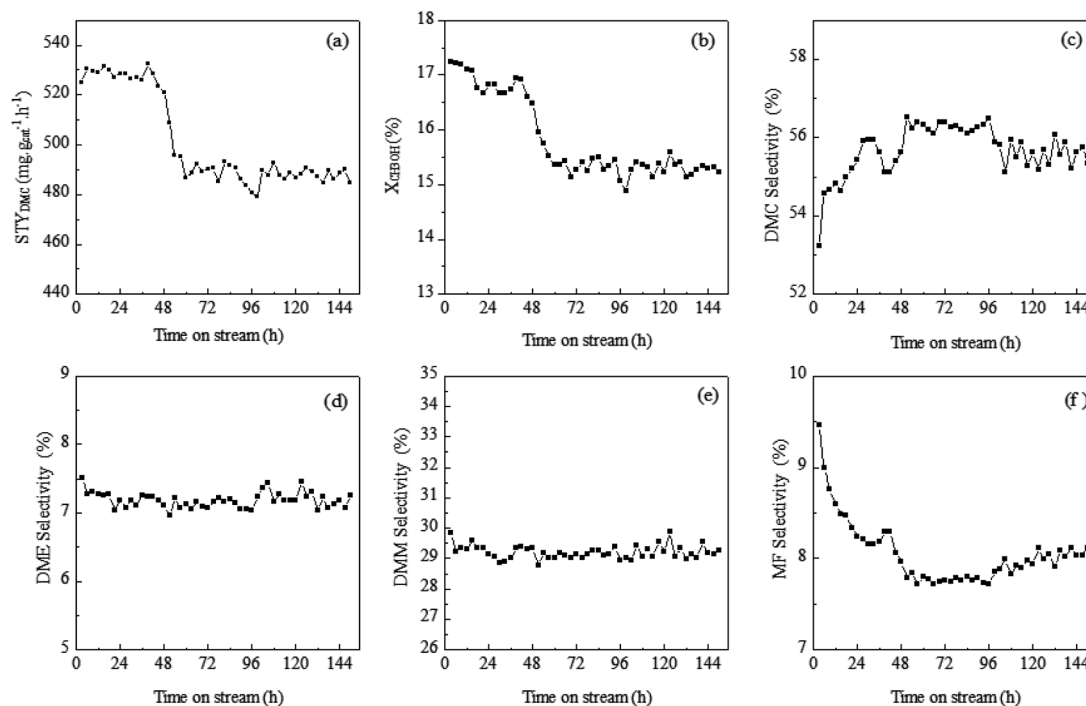 (a)
STY_DMC (mg.g_cat⁻¹.h⁻¹)
540
520
500
480
460
440
0 24 48 72 96 120 144
Time on stream (h)
(b)
X_CH3OH (%)
18
17
16
15
14
13
0 24 48 72 96 120 144
Time on stream (h)
(c)
DMC Selectivity (%)
58
56
54
52
0 24 48 72 96 120 144
Time on stream (h)
(d)
DME Selectivity (%)
9
8
7
6
5
0 24 48 72 96 120 144
Time on stream (h)
(e)
DMM Selectivity (%)
35
34
33
32
31
30
29
28
27
26
0 24 48 72 96 120 144
Time on stream (h)
(f )
MF Selectivity (%)
10
9
8
7
0 24 48 72 96 120 144
Time on stream (h)